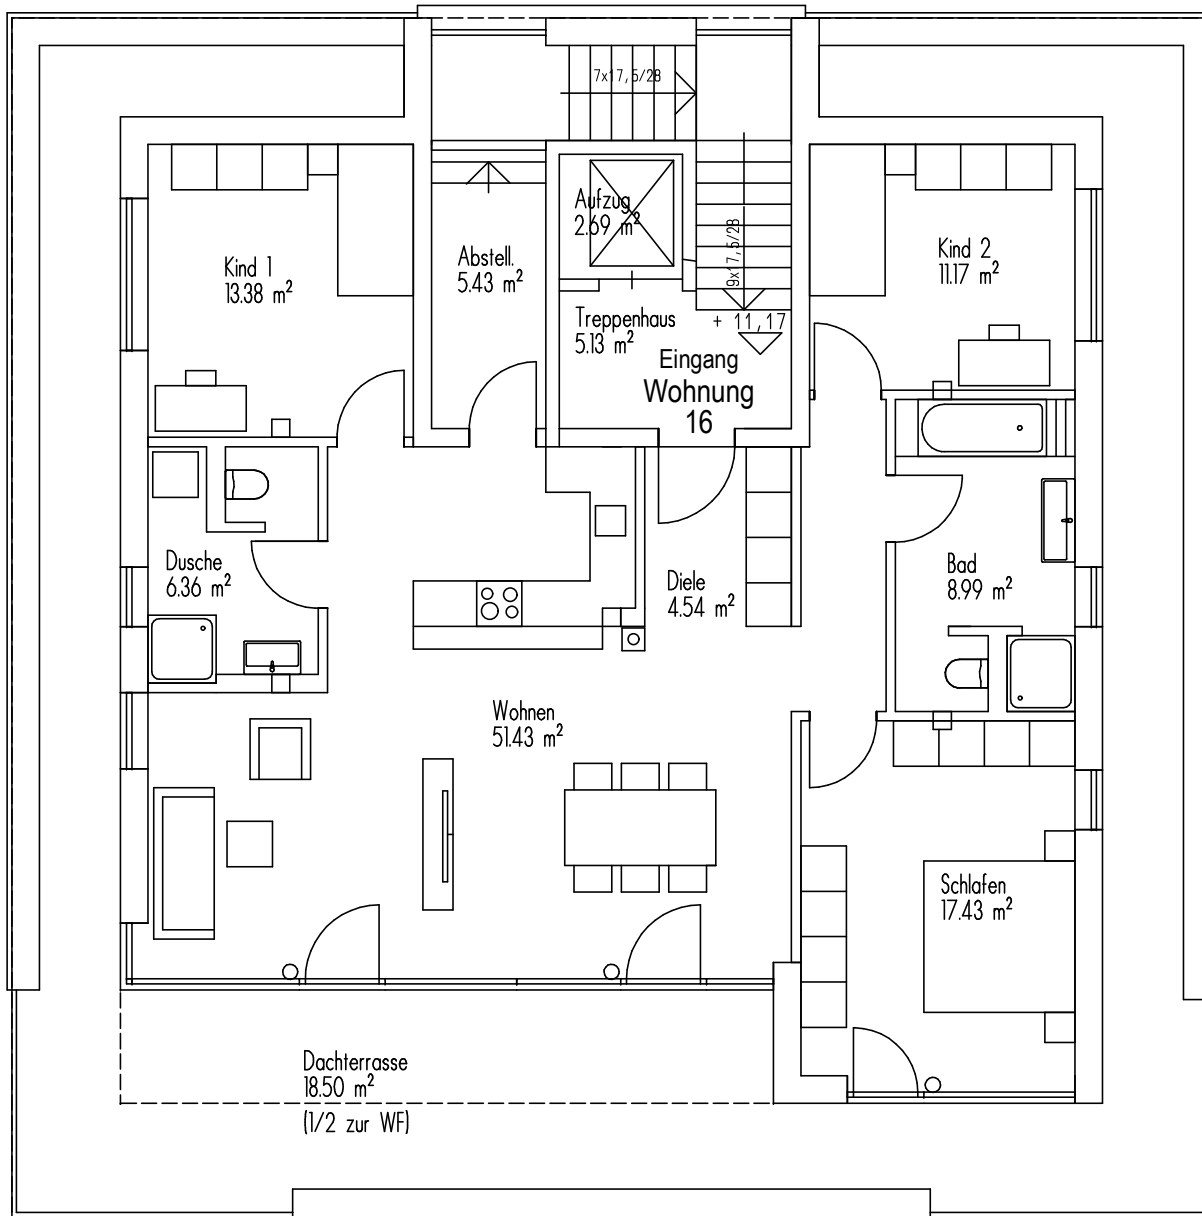 7x17,5/28
Aufzug
2.69 m²
9x17,5/28
Kind 1
13.38 m²
Abstell.
5.43 m²
Kind 2
11.17 m²
Treppenhaus
5.13 m²
+ 11,17
Eingang
Wohnung
16
Dusche
6.36 m²
Diele
4.54 m²
Bad
8.99 m²
Wohnen
51.43 m²
Schlafen
17.43 m²
Dachterrasse
18.50 m²
(1/2 zur WF)